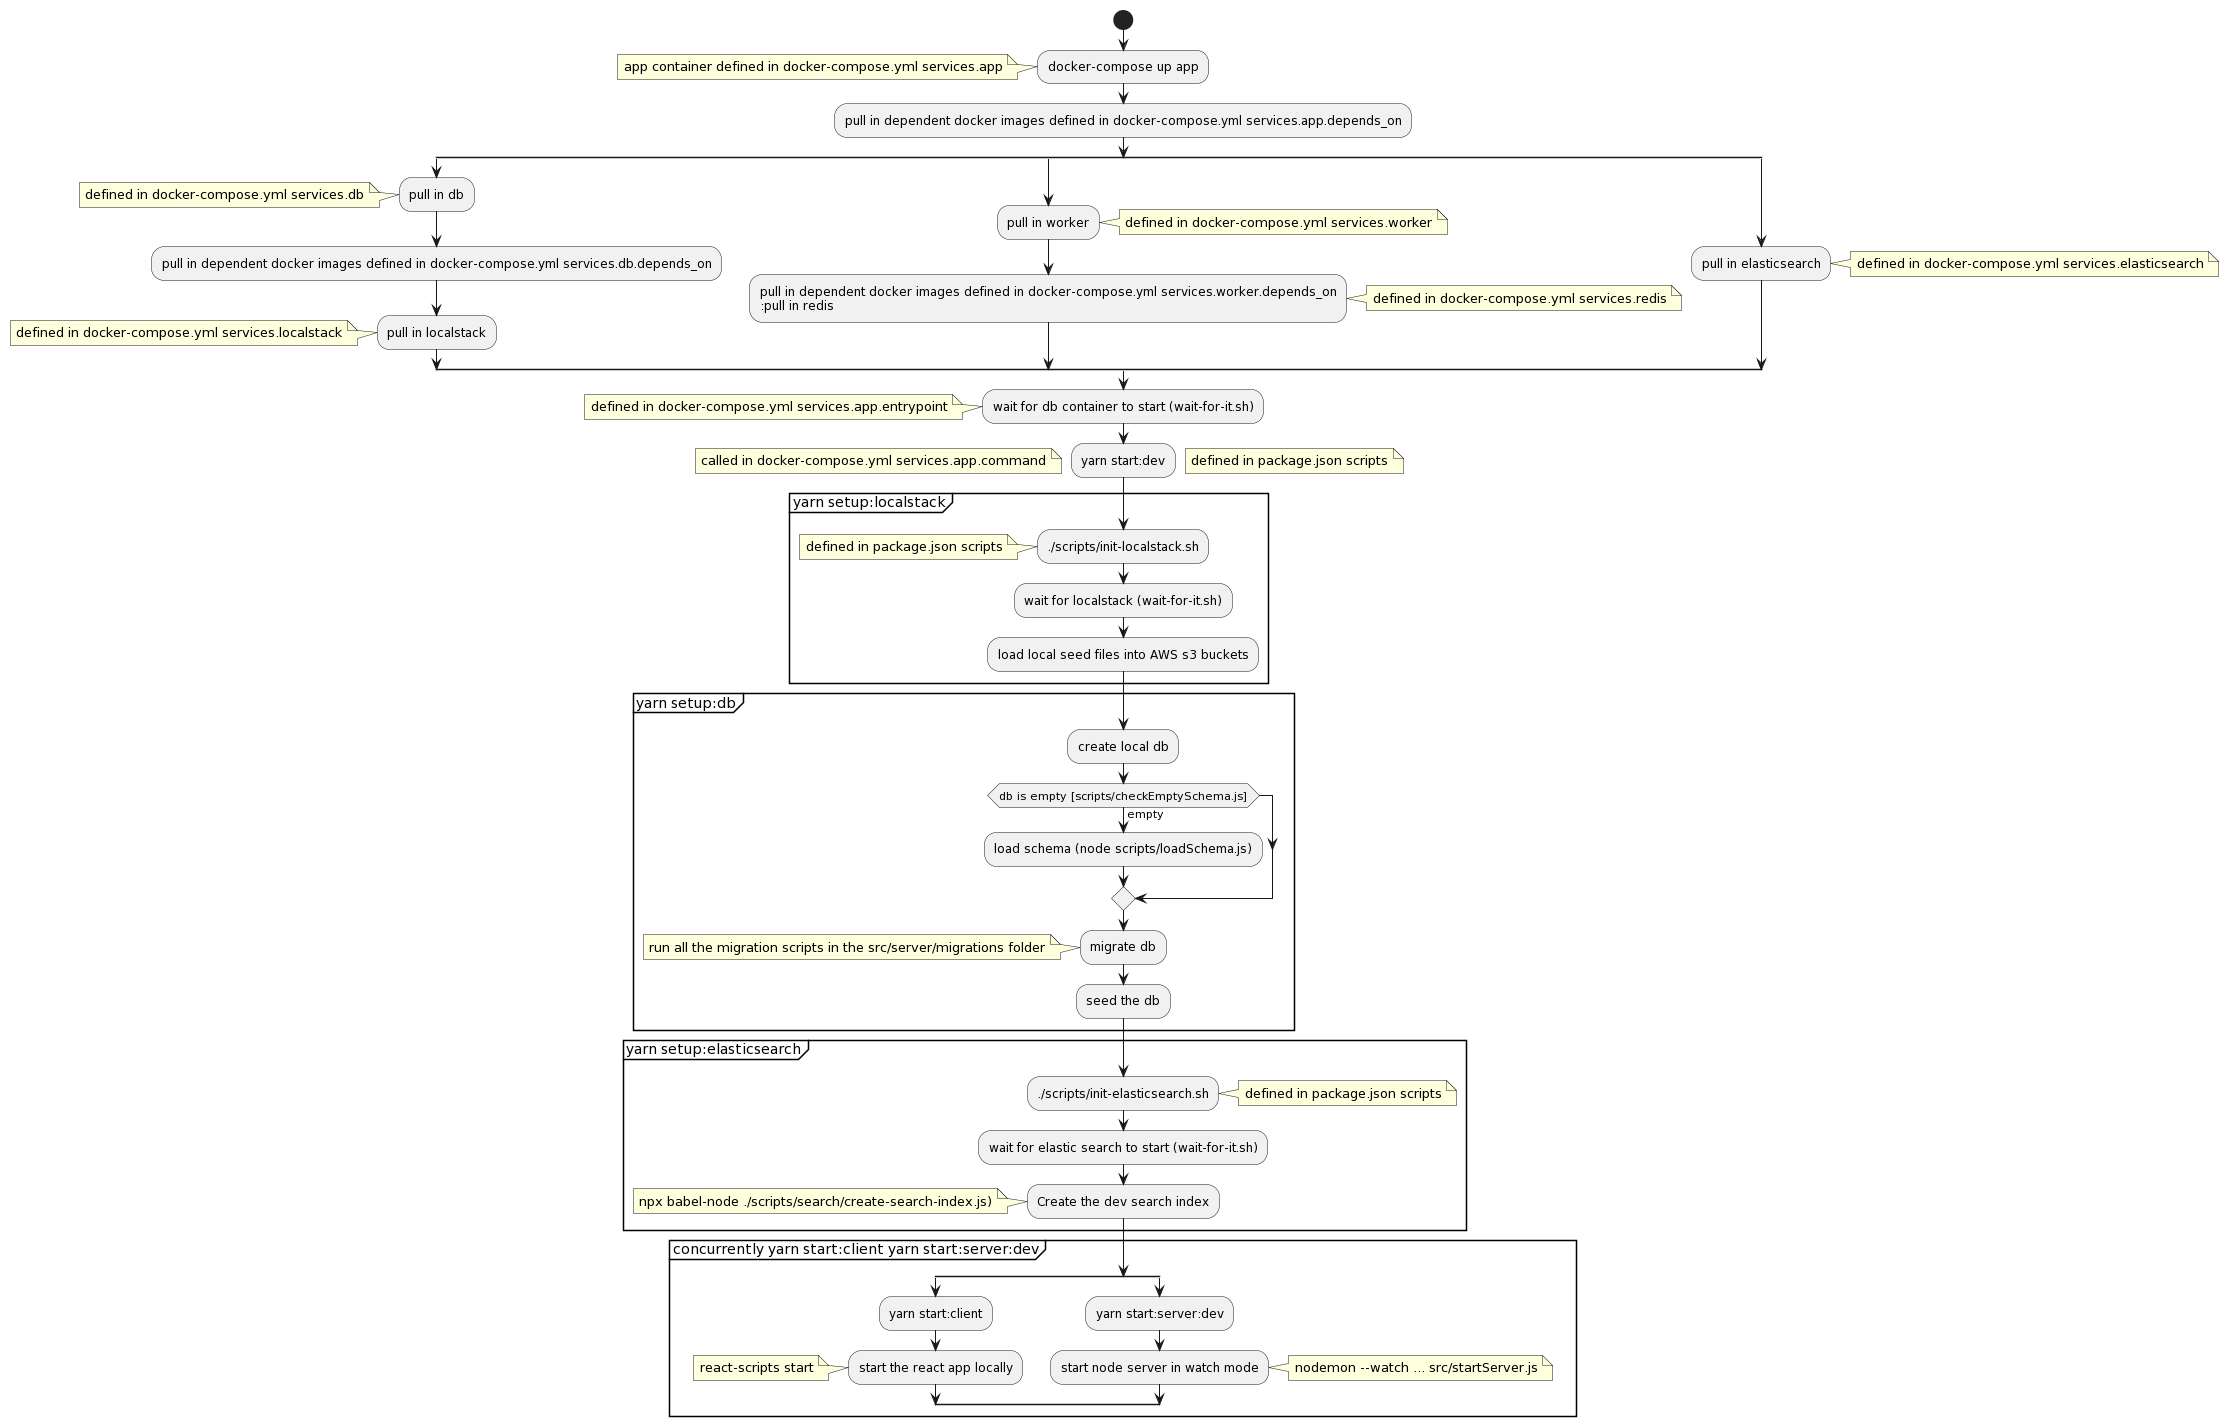 app container defined in docker-compose.yml services.app
docker-compose up app
pull in dependent docker images defined in docker-compose.yml services.app.depends_on
defined in docker-compose.yml services.db
pull in db
pull in worker
defined in docker-compose.yml services.worker
pull in dependent docker images defined in docker-compose.yml services.db.depends_on
pull in elasticsearch
defined in docker-compose.yml services.elasticsearch
pull in dependent docker images defined in docker-compose.yml services.worker.depends_on
:pull in redis
defined in docker-compose.yml services.redis
defined in docker-compose.yml services.localstack
pull in localstack
defined in docker-compose.yml services.app.entrypoint
wait for db container to start (wait-for-it.sh)
called in docker-compose.yml services.app.command
yarn start:dev
defined in package.json scripts
yarn setup:localstack
defined in package.json scripts
./scripts/init-localstack.sh
wait for localstack (wait-for-it.sh)
load local seed files into AWS s3 buckets
yarn setup:db
create local db
db is empty [scripts/checkEmptySchema.js]
empty
load schema (node scripts/loadSchema.js)
run all the migration scripts in the src/server/migrations folder
migrate db
seed the db
yarn setup:elasticsearch
./scripts/init-elasticsearch.sh
defined in package.json scripts
wait for elastic search to start (wait-for-it.sh)
npx babel-node ./scripts/search/create-search-index.js)
Create the dev search index
concurrently yarn start:client yarn start:server:dev
yarn start:client
yarn start:server:dev
react-scripts start
start the react app locally
start node server in watch mode
nodemon --watch ... src/startServer.js